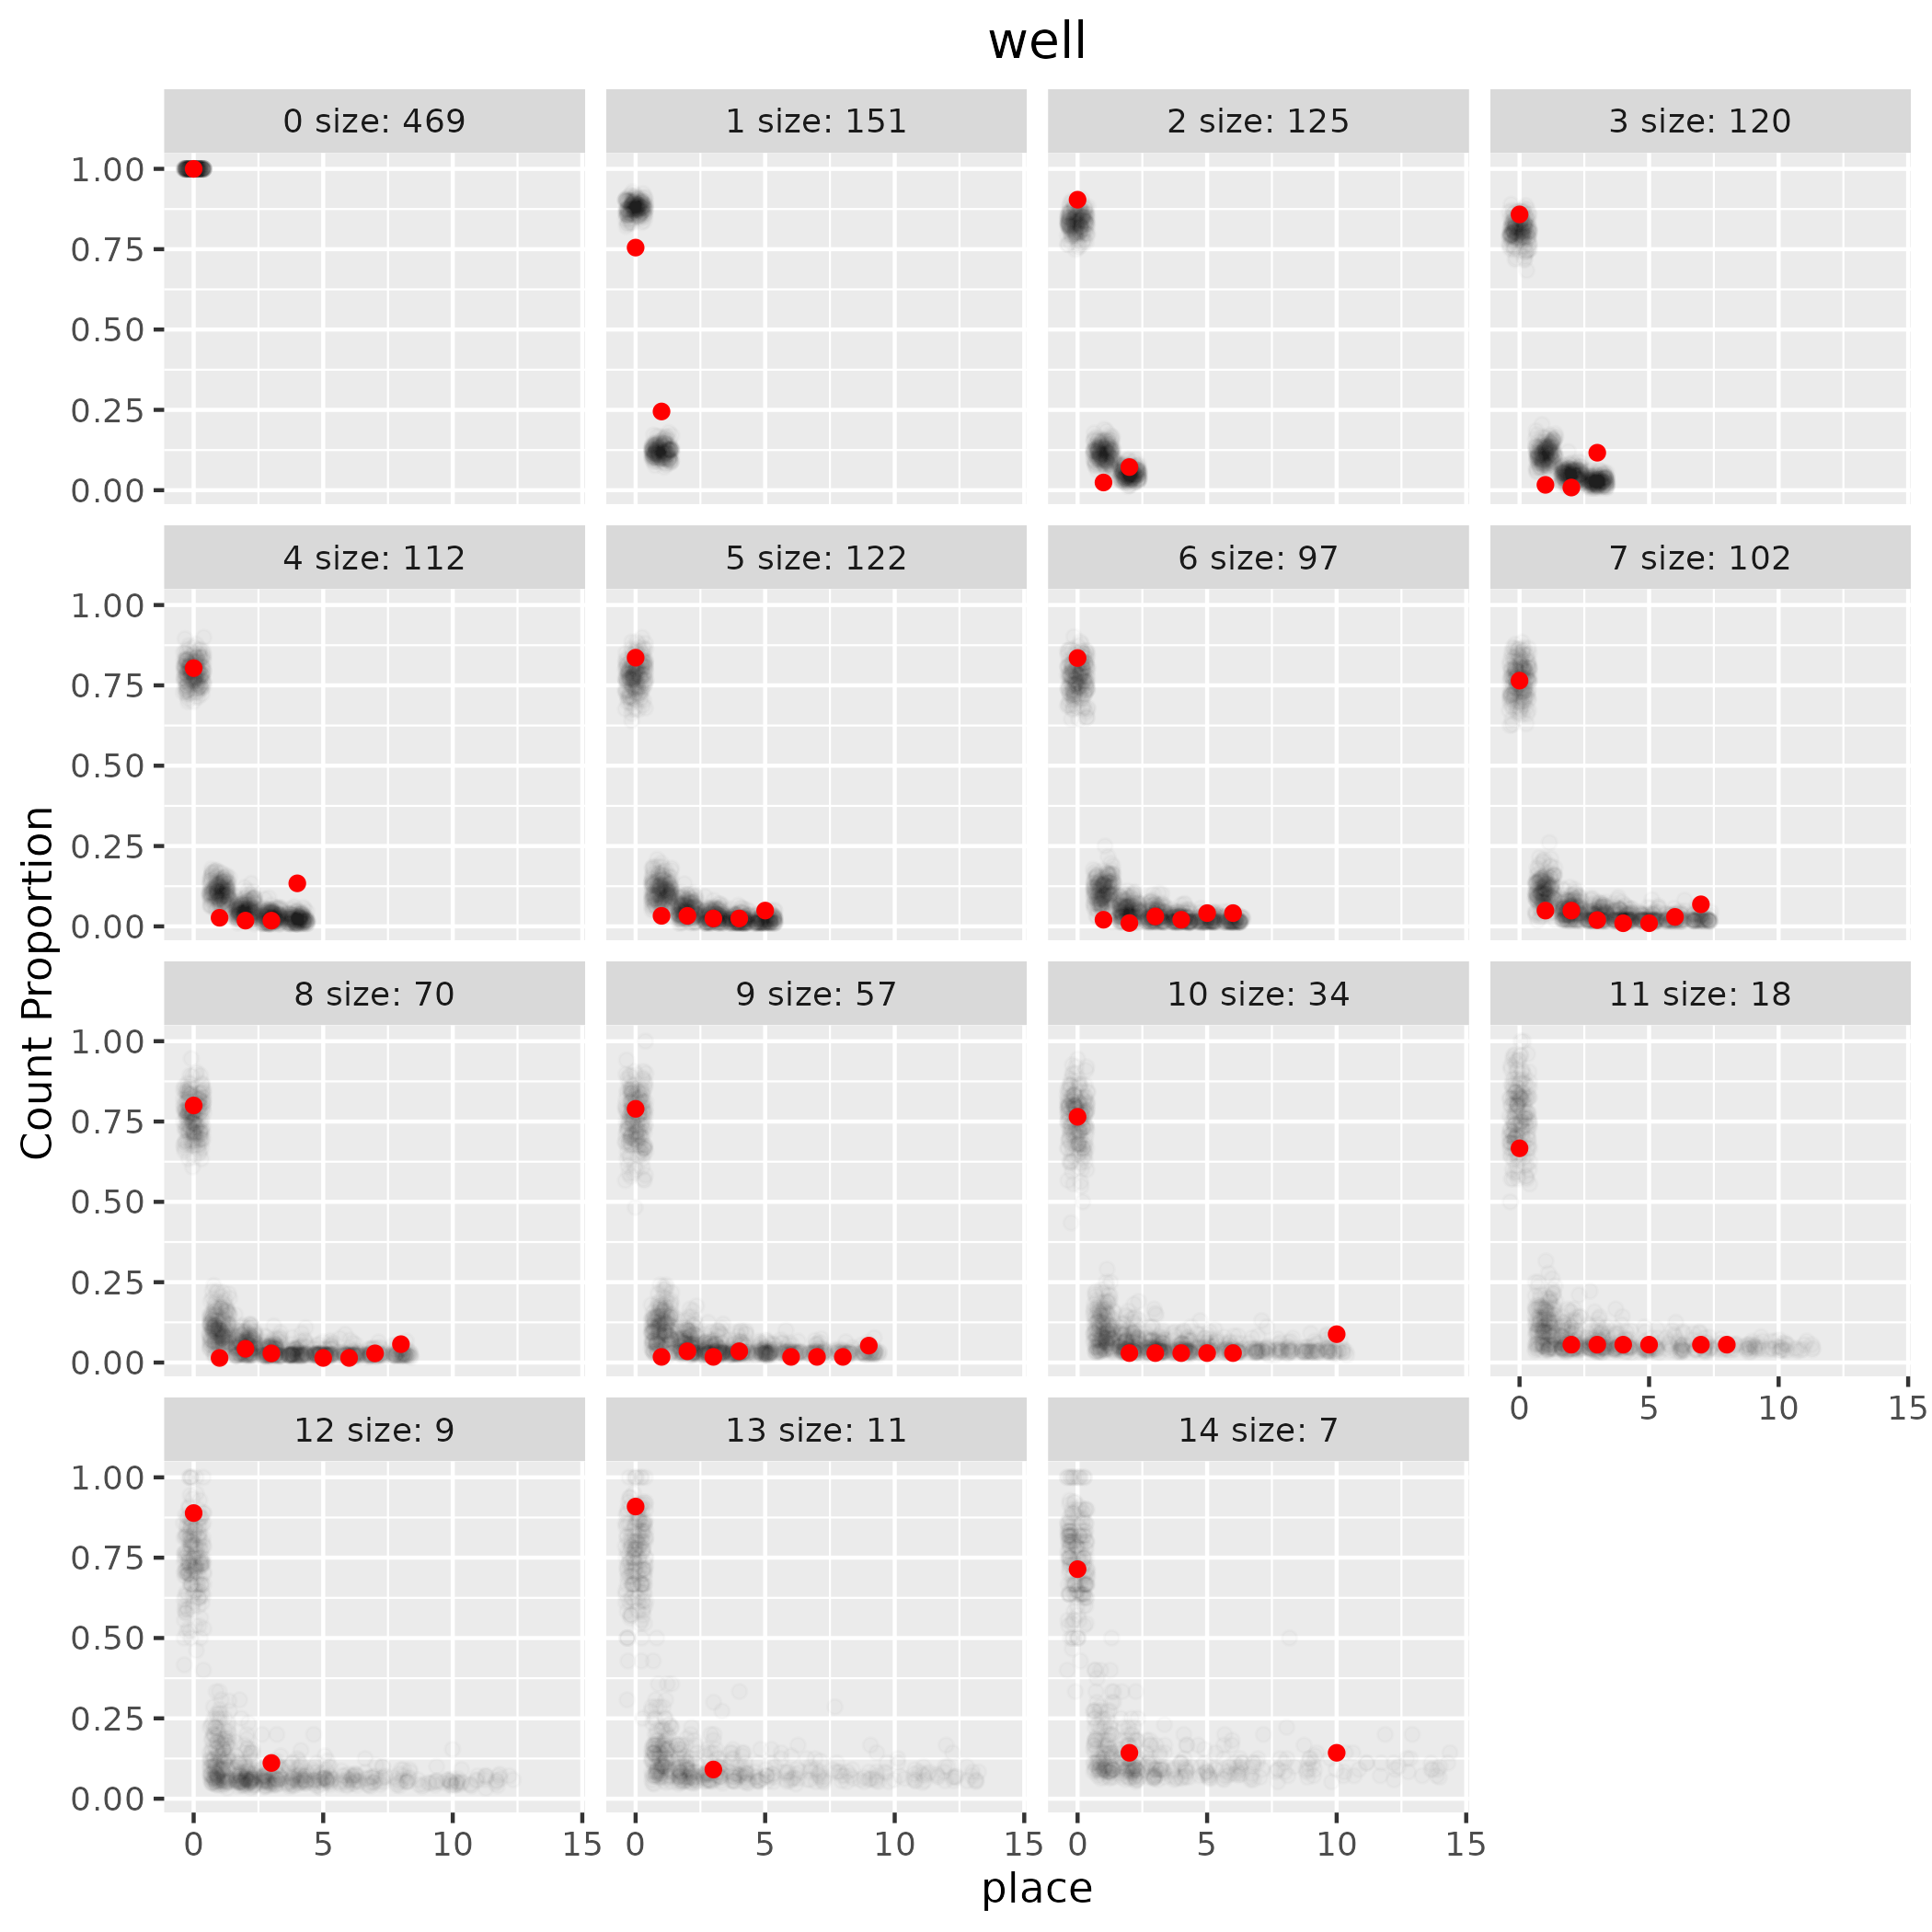 well
0 size: 469
1 size: 151
2 size: 125
3 size: 120
1.00
0.75
0.50
0.25
0.00
4 size: 112
5 size: 122
6 size: 97
7 size: 102
1.00
0.75
0.50
0.25
0.00
Count Proportion
8 size: 70
9 size: 57
10 size: 34
11 size: 18
1.00
0.75
0.50
0.25
0.00
0 5 10 15
12 size: 9
13 size: 11
14 size: 7
1.00
0.75
0.50
0.25
0.00
0 5 10 15
0 5 10 15
0 5 10 15
place